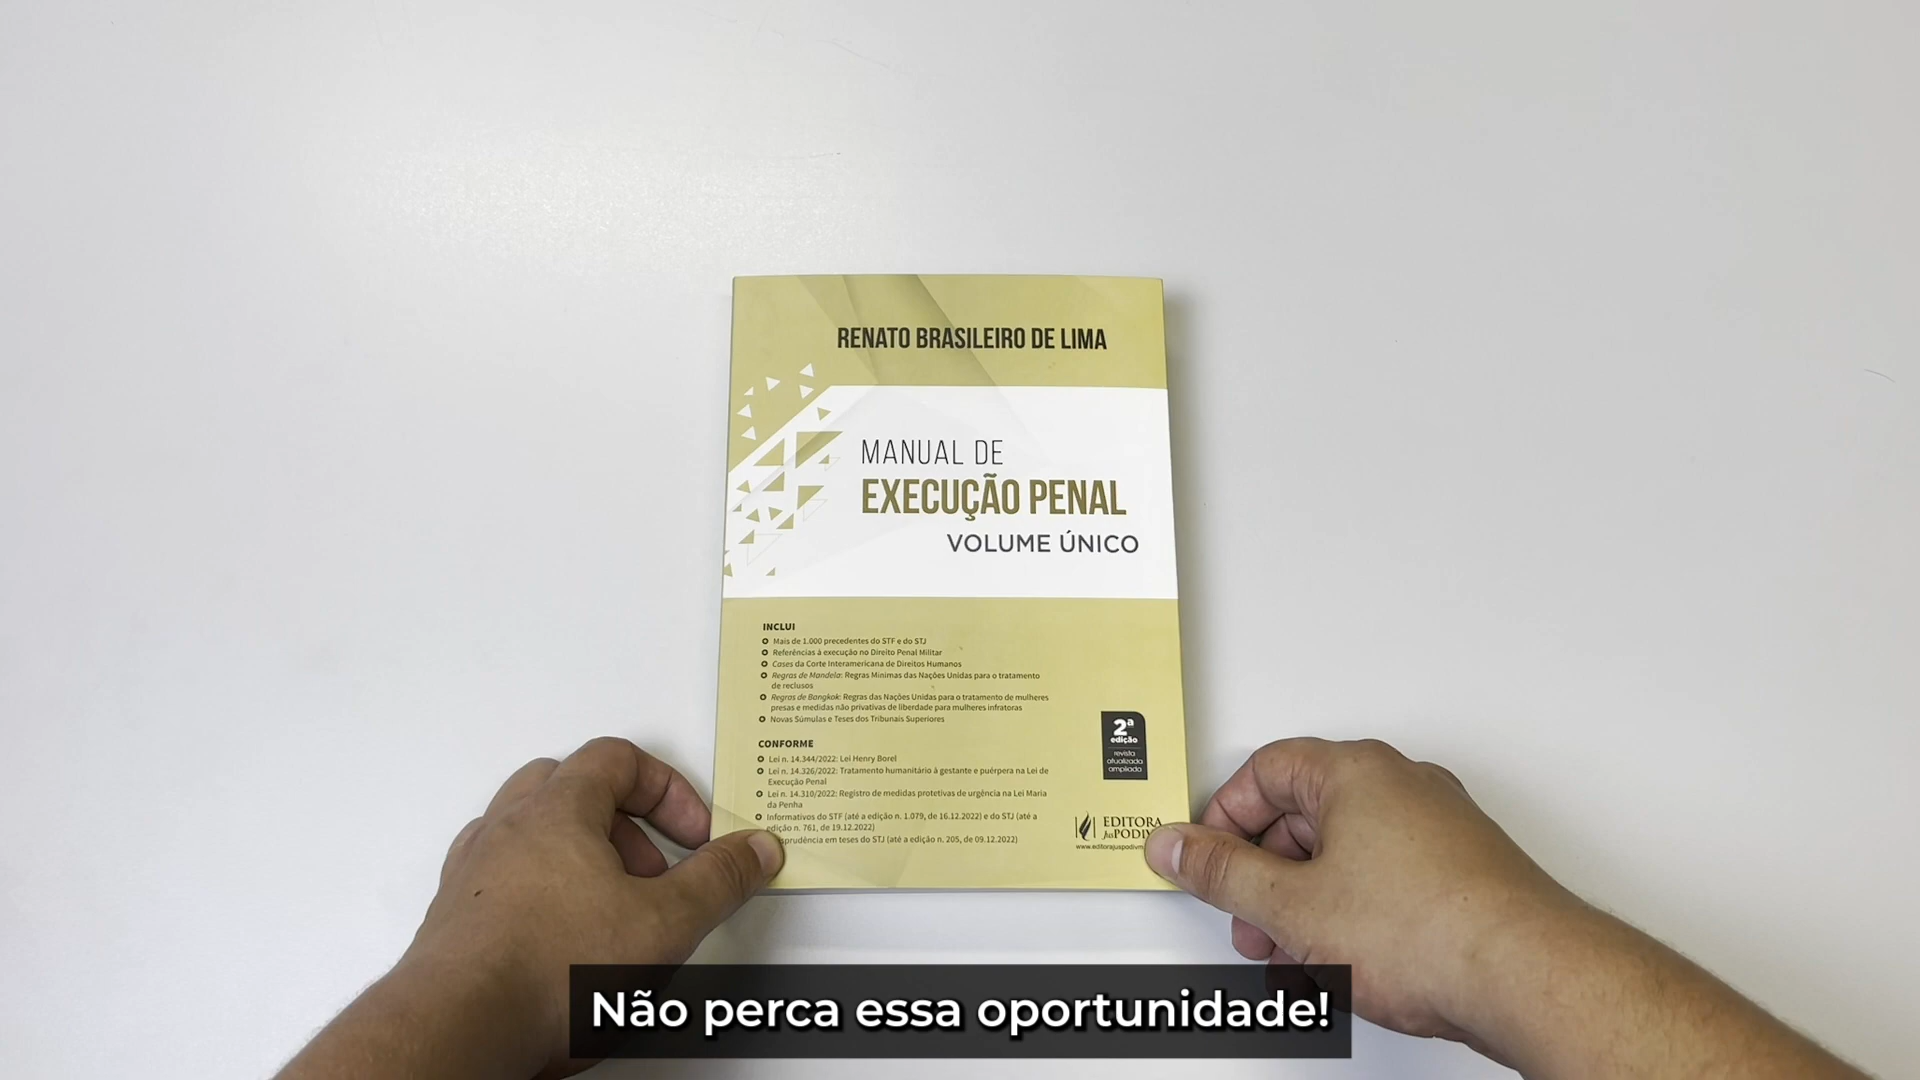 RENATO BRASILEIRO DE LIMA
MANUAL DE
EXECUÇÃO PENAL
VOLUME ÚNICO
INCLUI
Mais de 1.000 precedentes do STF e do STJ
Referências à execução no Direito Penal Militar
Cases da Corte Interamericana de Direitos Humanos
Regras de Mandela: Regras Mínimas das Nações Unidas para o tratamento
de reclusos
Regras de Bangkok: Regras das Nações Unidas para o tratamento de mulheres
presas e medidas não privativas de liberdade para mulheres infratoras
Novas Súmulas e Teses dos Tribunais Superiores
CONFORME
Lei n. 14.344/2022: Lei Henry Borel
Lei n. 14.326/2022: Tratamento humanitário à gestante e puérpera na Lei de
Execução Penal
Lei n. 14.310/2022: Registro de medidas protetivas de urgência na Lei Maria
da Penha
Informativos do STF (até a edição n. 1.079, de 16.12.2022) e do STJ (até a
edição n. 761, de 19.12.2022)
em teses do STJ (até a edição n. 205, de 09.12.2022)
2ª
edição
revista
atualizada
ampliada
EDITORA
Não perca essa oportunidade!